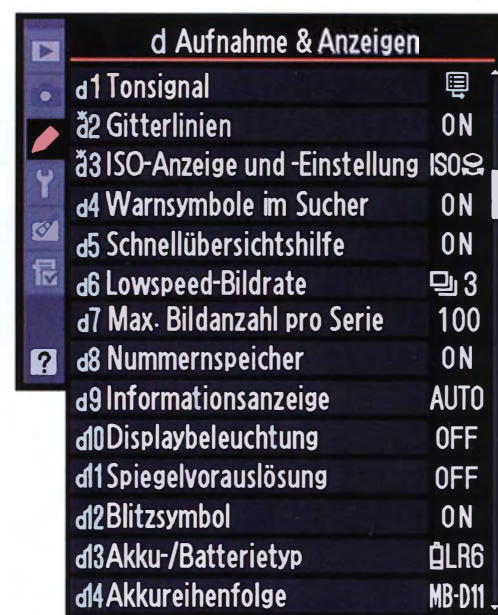 d Aufnahme & Anzeigen
d1 Tonsignal
d2 Gitterlinien ON
d3 ISO-Anzeige und -Einstellung ISO
d4 Warnsymbole im Sucher ON
d5 Schnellübersichtshilfe ON
d6 Lowspeed-Bildrate 3
d7 Max. Bildanzahl pro Serie 100
d8 Nummernspeicher ON
d9 Informationsanzeige AUTO
d10 Displaybeleuchtung OFF
d11 Spiegelvorauslösung OFF
d12 Blitzsymbol ON
d13 Akku-/Batterietyp LR6
d14 Akkureihenfolge MB-D11
?